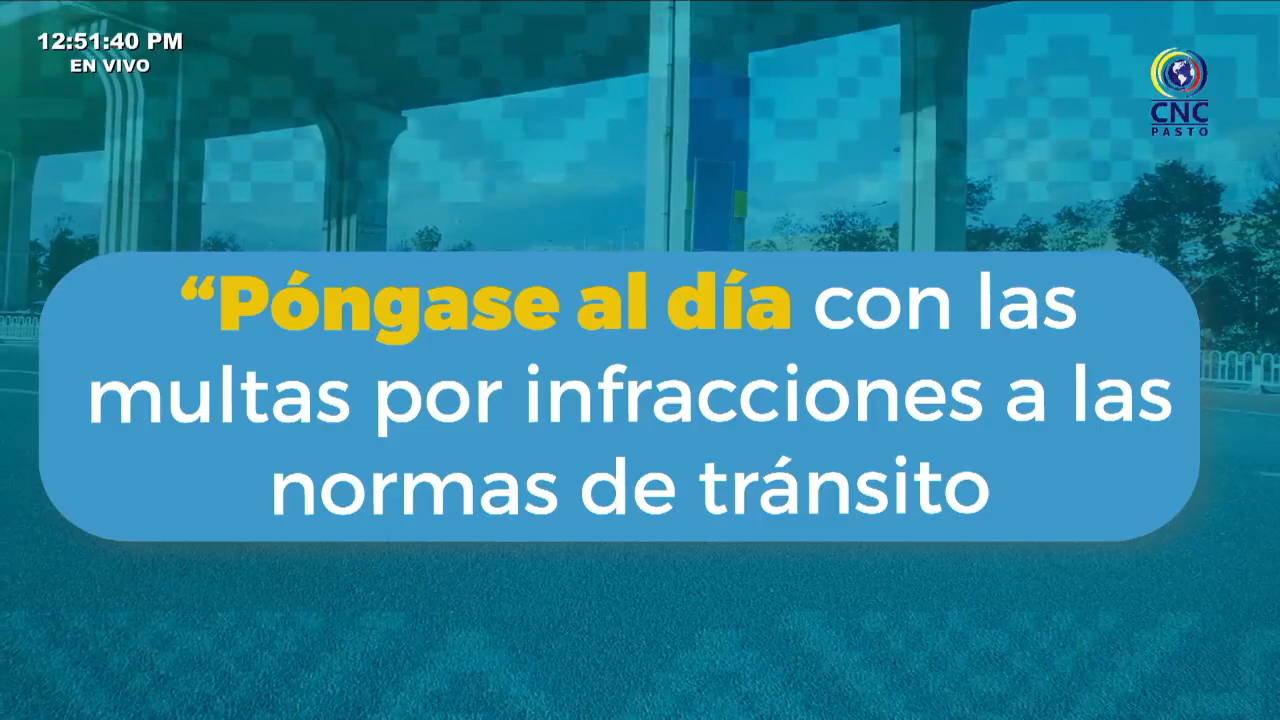 12:51:40 PM
EN VIVO
CNC
PASTO
“Póngase al día con las
multas por infracciones a las
normas de tránsito